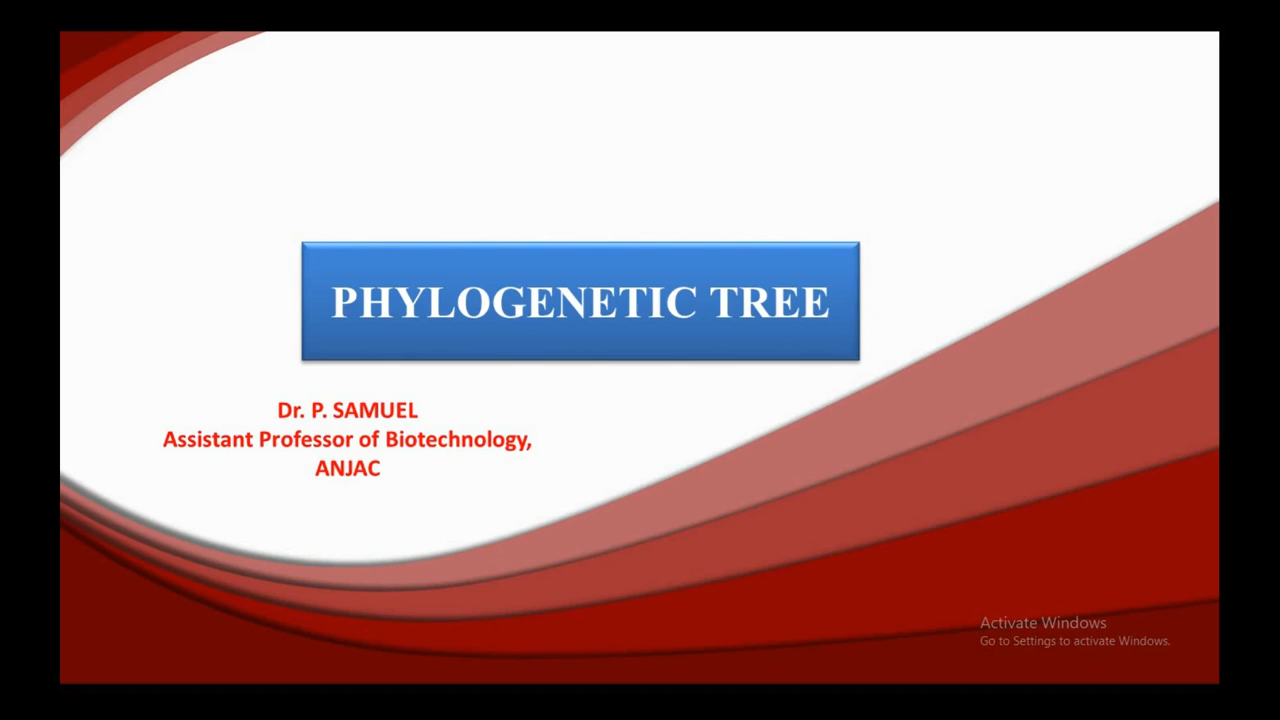 PHYLOGENETIC TREE
Dr. P. SAMUEL
Assistant Professor of Biotechnology,
ANJAC
Activate Windows
Go to Settings to activate Windows.